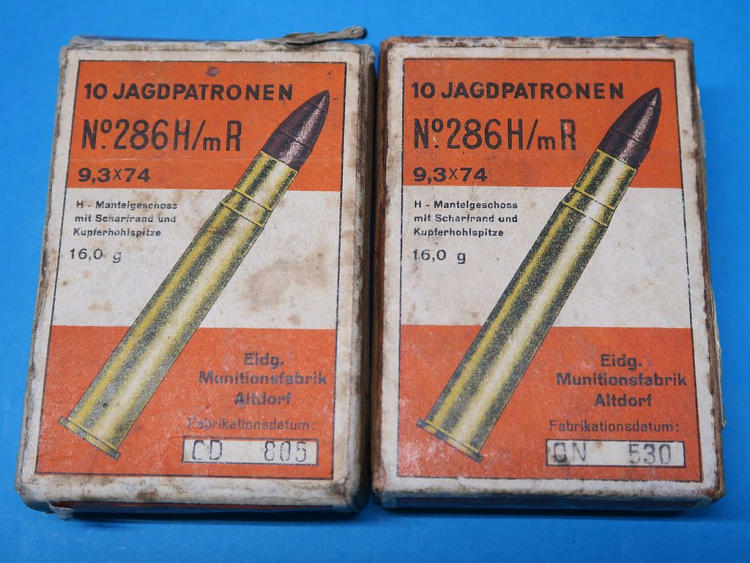 10 JAGDPATRONEN
Nº286H/mR
9,3x74
H - Mantelgeschoss
mit Scharfrand und
Kupferhohlspitze
16,0 g
Eidg.
Munitionsfabrik
Altdorf
Fabrikationsdatum:
CD 805
10 JAGDPATRONEN
Nº286H/mR
9,3x74
H - Mantelgeschoss
mit Scharfrand und
Kupferhohlspitze
16,0 g
Eidg.
Munitionsfabrik
Altdorf
Fabrikationsdatum:
530